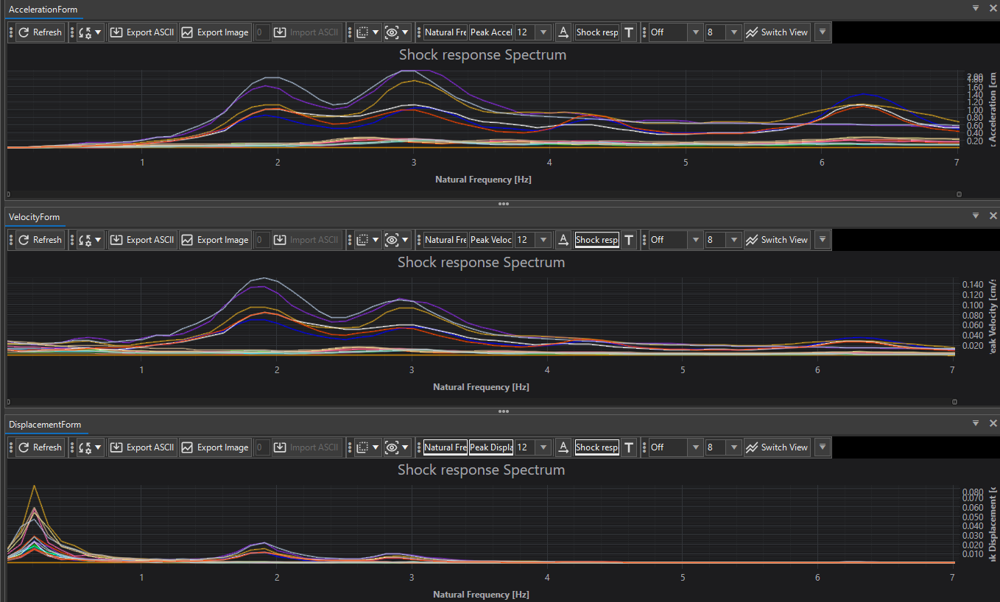 AccelerationForm
Refresh Export ASCII Export Image 0 Import ASCII Natural Fre Peak Accel 12 A Shock resp T Off 8 Switch View
Shock response Spectrum
2.00
1.80
1.60
1.40
1.20
1.00
0.80
0.60
0.40
0.20
Acceleration [cm
1 2 3 4 5 6 7
Natural Frequency [Hz]
VelocityForm
Refresh Export ASCII Export Image 0 Import ASCII Natural Fre Peak Veloc 12 A Shock resp T Off 8 Switch View
Shock response Spectrum
0.140
0.120
0.100
0.080
0.060
0.040
0.020
eak Velocity [cm/s
1 2 3 4 5 6 7
Natural Frequency [Hz]
DisplacementForm
Refresh Export ASCII Export Image 0 Import ASCII Natural Fre Peak Displa 12 A Shock resp T Off 8 Switch View
Shock response Spectrum
0.080
0.070
0.060
0.050
0.040
0.030
0.020
0.010
ak Displacement [c
1 2 3 4 5 6 7
Natural Frequency [Hz]